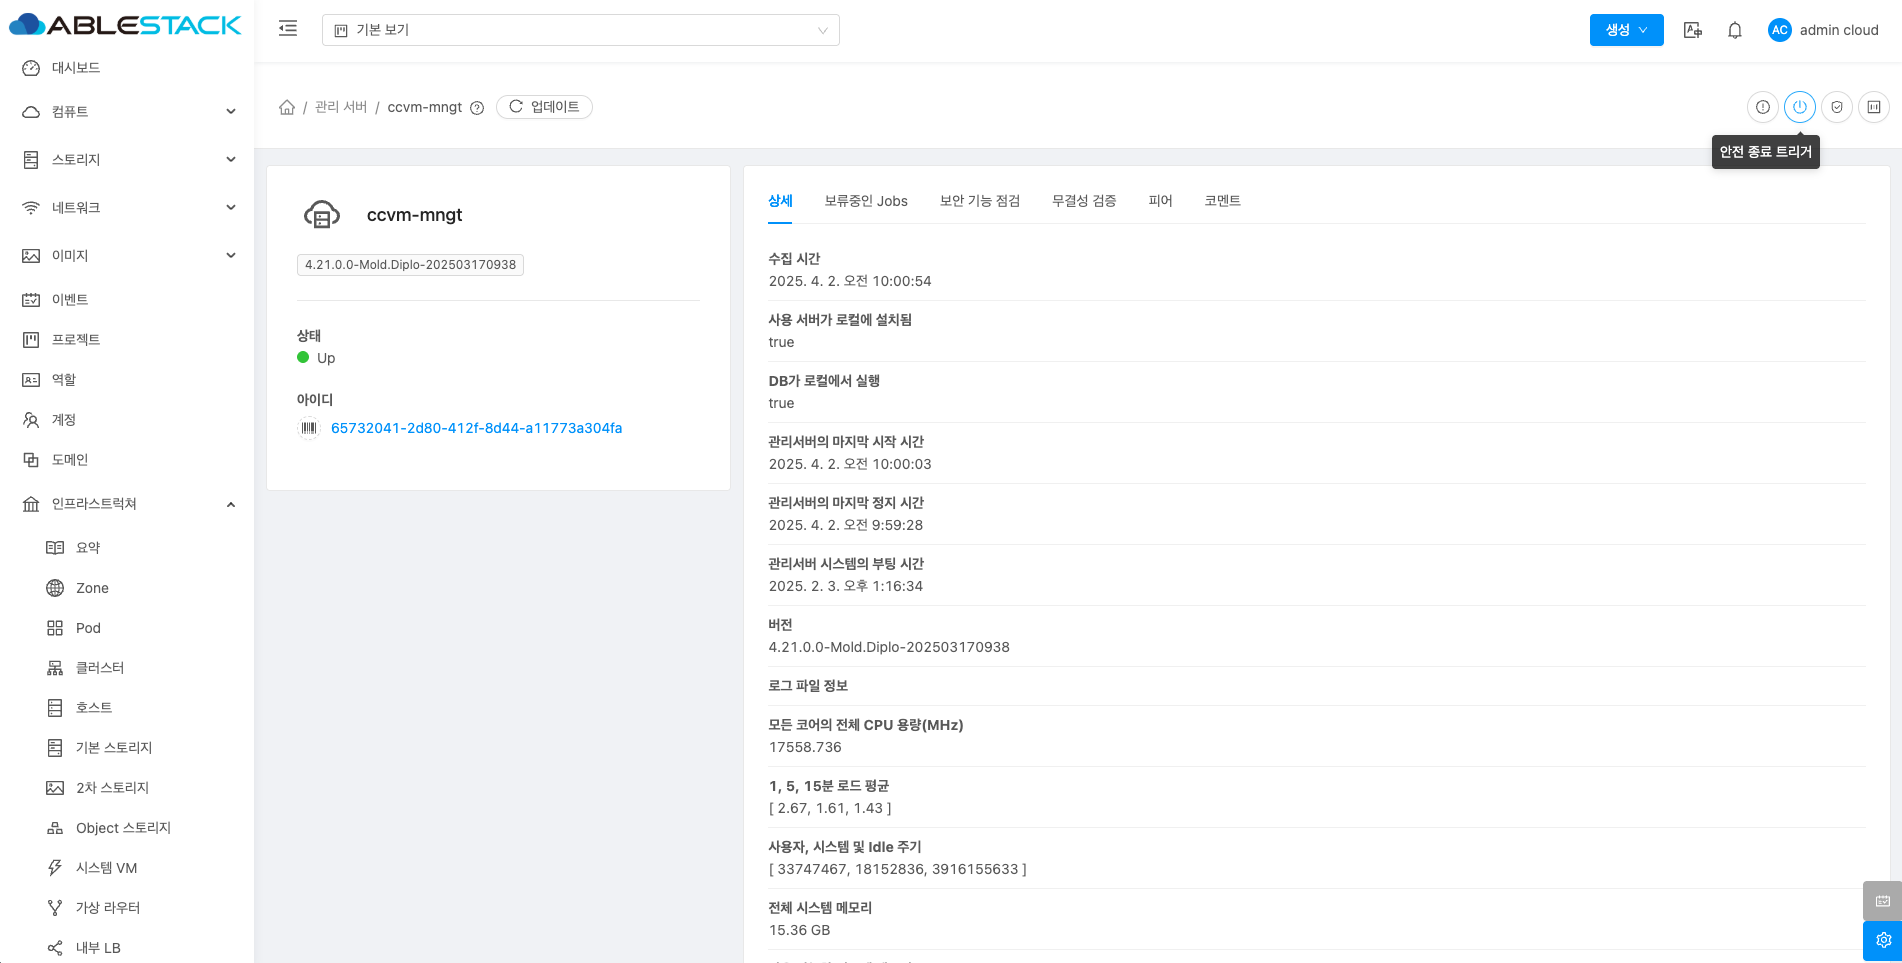 ABLESTACK
기본 보기
생성
AC
admin cloud
대시보드
컴퓨트
스토리지
네트워크
이미지
이벤트
프로젝트
역할
계정
도메인
인프라스트럭쳐
요약
Zone
Pod
클러스터
호스트
기본 스토리지
2차 스토리지
Object 스토리지
시스템 VM
가상 라우터
내부 LB
/ 관리 서버 / ccvm-mngt
업데이트
안전 종료 트리거
ccvm-mngt
4.21.0.0-Mold.Diplo-202503170938
상태
Up
아이디
65732041-2d80-412f-8d44-a11773a304fa
상세
보류중인 Jobs
보안 기능 점검
무결성 검증
피어
코멘트
수집 시간
2025. 4. 2. 오전 10:00:54
사용 서버가 로컬에 설치됨
true
DB가 로컬에서 실행
true
관리서버의 마지막 시작 시간
2025. 4. 2. 오전 10:00:03
관리서버의 마지막 정지 시간
2025. 4. 2. 오전 9:59:28
관리서버 시스템의 부팅 시간
2025. 2. 3. 오후 1:16:34
버전
4.21.0.0-Mold.Diplo-202503170938
로그 파일 정보
모든 코어의 전체 CPU 용량(MHz)
17558.736
1, 5, 15분 로드 평균
[ 2.67, 1.61, 1.43 ]
사용자, 시스템 및 Idle 주기
[ 33747467, 18152836, 3916155633 ]
전체 시스템 메모리
15.36 GB